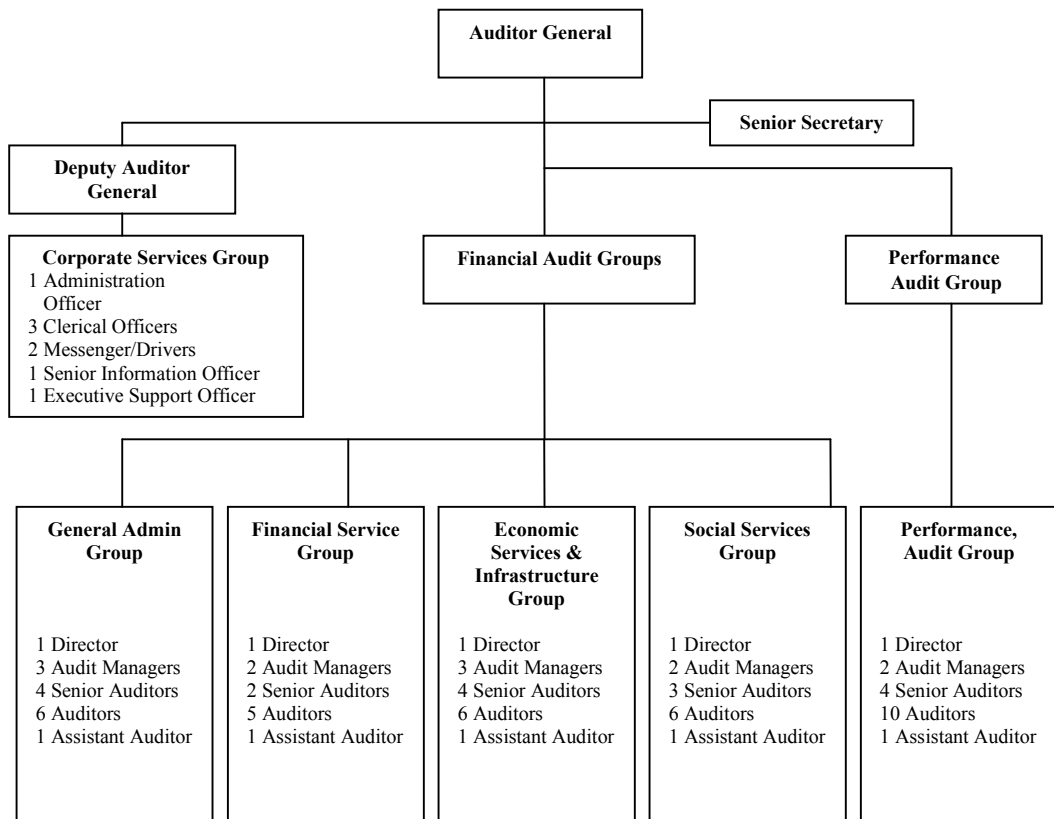 Auditor General
Senior Secretary
Deputy Auditor
General
Corporate Services Group
1 Administration
Officer
3 Clerical Officers
2 Messenger/Drivers
1 Senior Information Officer
1 Executive Support Officer
Financial Audit Groups
Performance
Audit Group
General Admin
Group
1 Director
3 Audit Managers
4 Senior Auditors
6 Auditors
1 Assistant Auditor
Financial Service
Group
1 Director
2 Audit Managers
2 Senior Auditors
5 Auditors
1 Assistant Auditor
Economic
Services &
Infrastructure
Group
1 Director
3 Audit Managers
4 Senior Auditors
6 Auditors
1 Assistant Auditor
Social Services
Group
1 Director
2 Audit Managers
3 Senior Auditors
6 Auditors
1 Assistant Auditor
Performance,
Audit Group
1 Director
2 Audit Managers
4 Senior Auditors
10 Auditors
1 Assistant Auditor